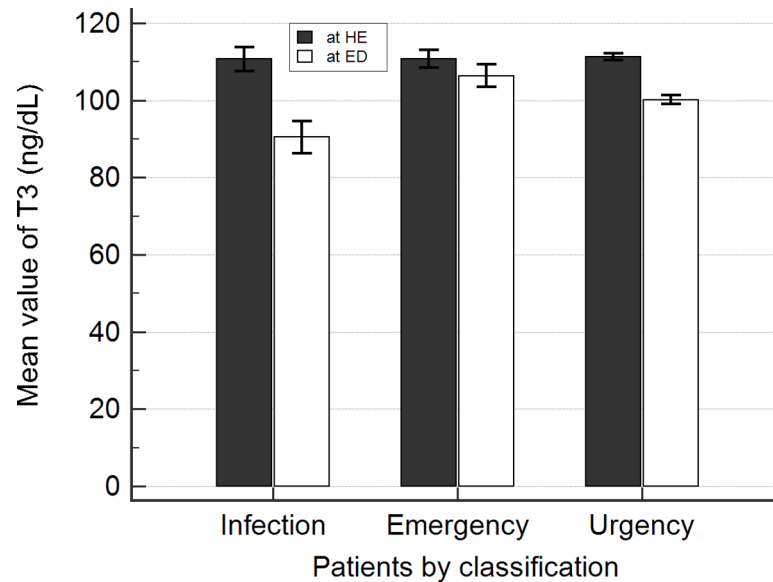 at HE
at ED
Mean value of T3 (ng/dL)
120
100
80
60
40
20
0
Infection Emergency Urgency
Patients by classification